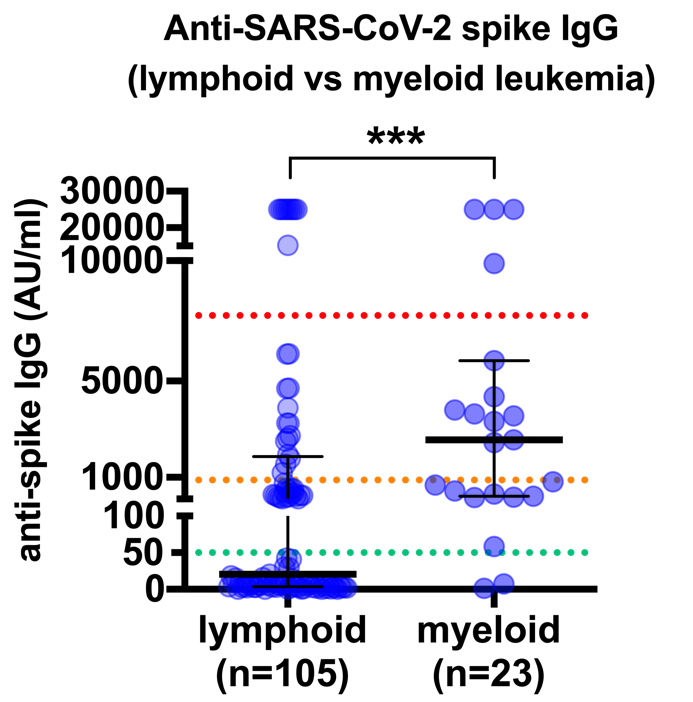 Anti-SARS-CoV-2 spike IgG
(lymphoid vs myeloid leukemia)
***
anti-spike IgG (AU/ml)
30000
20000
10000
5000
1000
100
50
0
lymphoid
(n=105)
myeloid
(n=23)